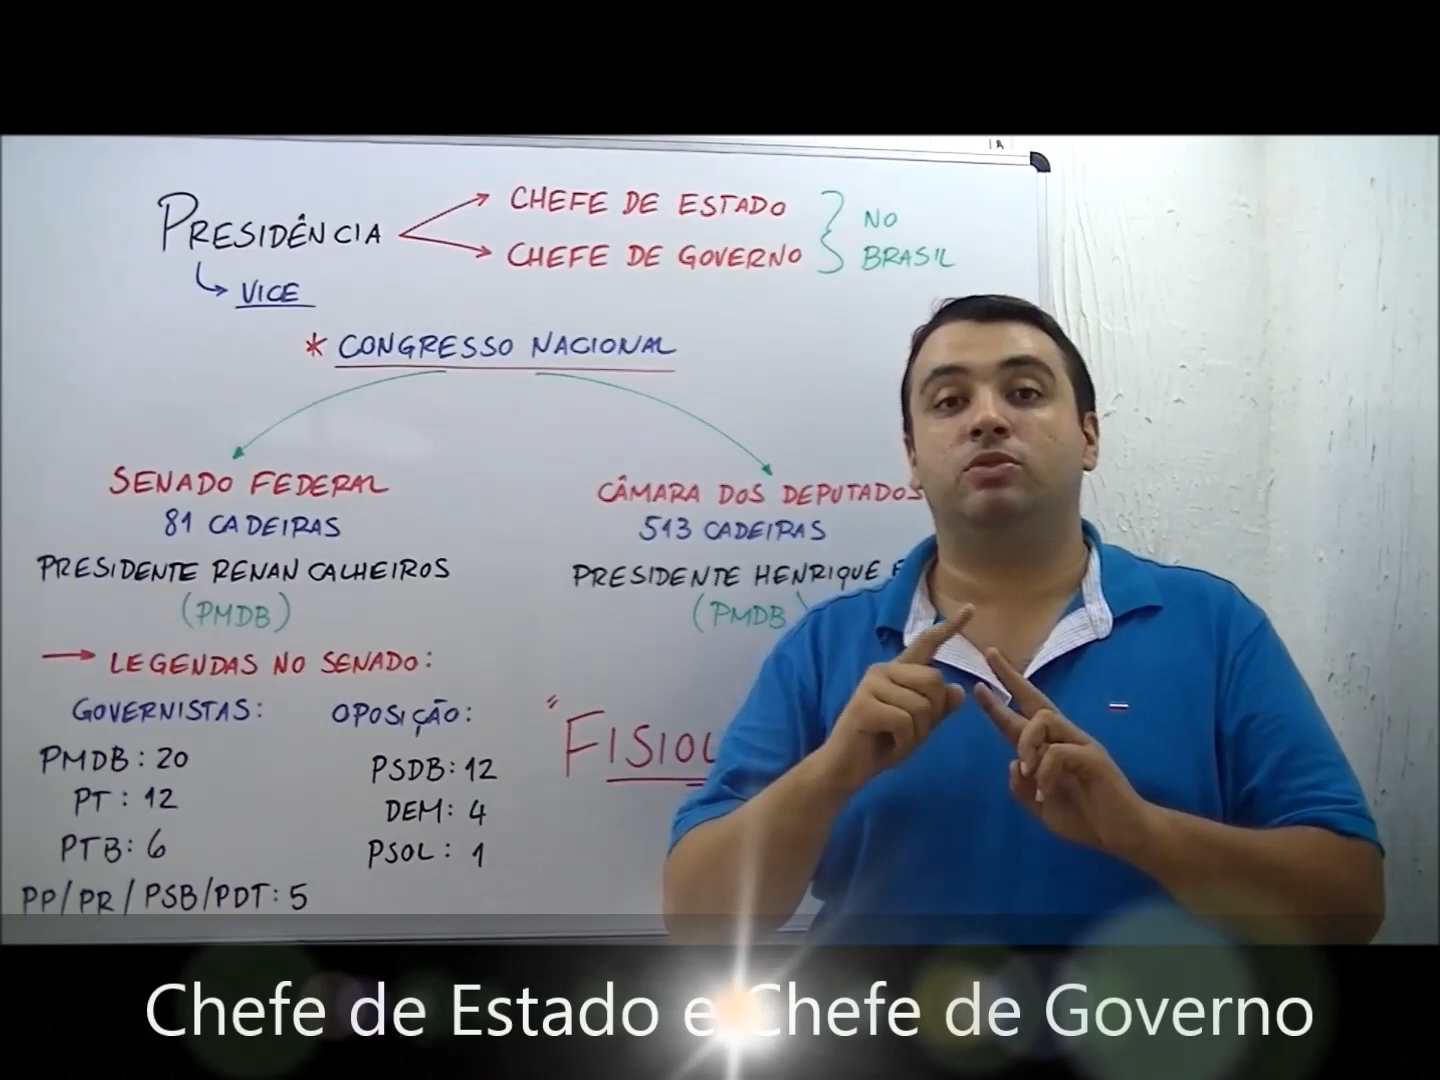 PRESIDÊNCIA
CHEFE DE ESTADO
CHEFE DE GOVERNO
NO
BRASIL
VICE
* CONGRESSO NACIONAL
SENADO FEDERAL
81 CADEIRAS
PRESIDENTE RENAN CALHEIROS
(PMDB)
CÂMARA DOS DEPUTADOS
513 CADEIRAS
PRESIDENTE HENRIQUE
(PMDB
LEGENDAS NO SENADO:
GOVERNISTAS:
PMDB: 20
PT: 12
PTB: 6
PP/PR/PSB/PDT: 5
OPOSIÇÃO:
PSDB: 12
DEM: 4
PSOL: 1
Chefe de Estado e Chefe de Governo